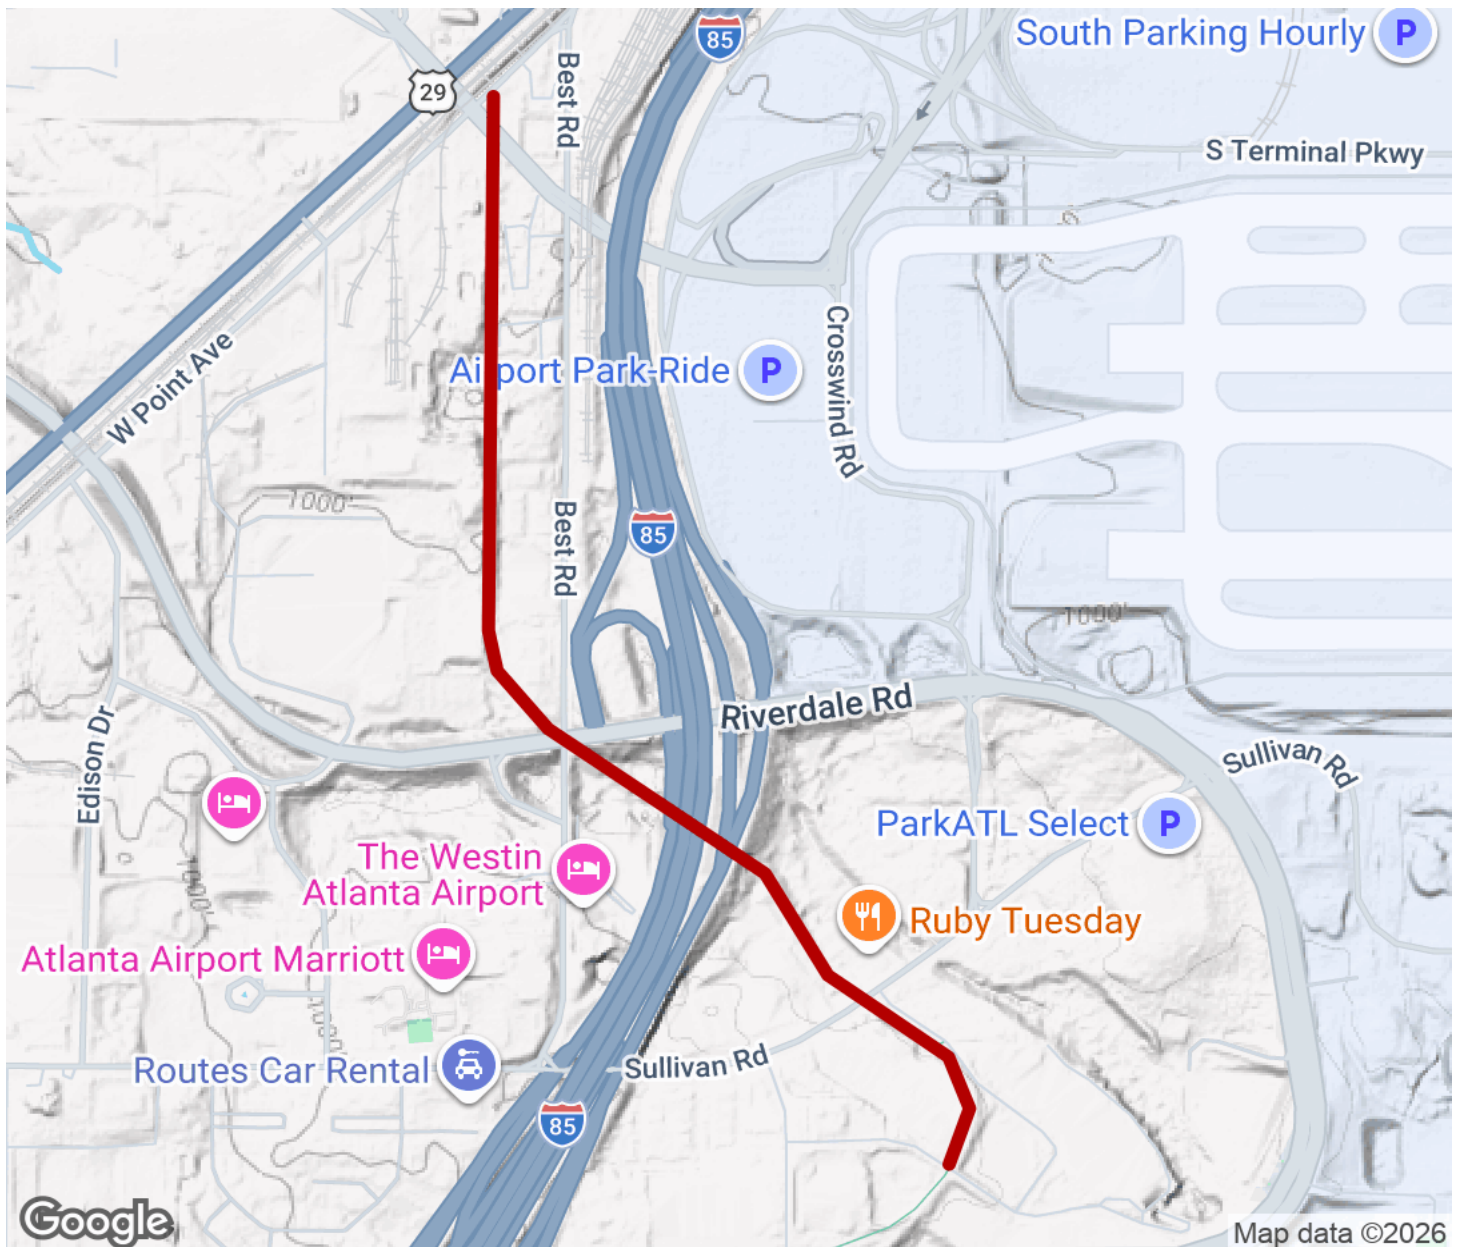 85
South Parking Hourly
P
29
Best Rd
S Terminal Pkwy
W Point Ave
Airport Park-Ride
P
Crosswind Rd
1000'
Best Rd
85
1000'
Riverdale Rd
Edison Dr
Sullivan Rd
ParkATL Select
P
The Westin
Atlanta Airport
1000'
Ruby Tuesday
Atlanta Airport Marriott
Routes Car Rental
Sullivan Rd
85
Google
Map data ©2026